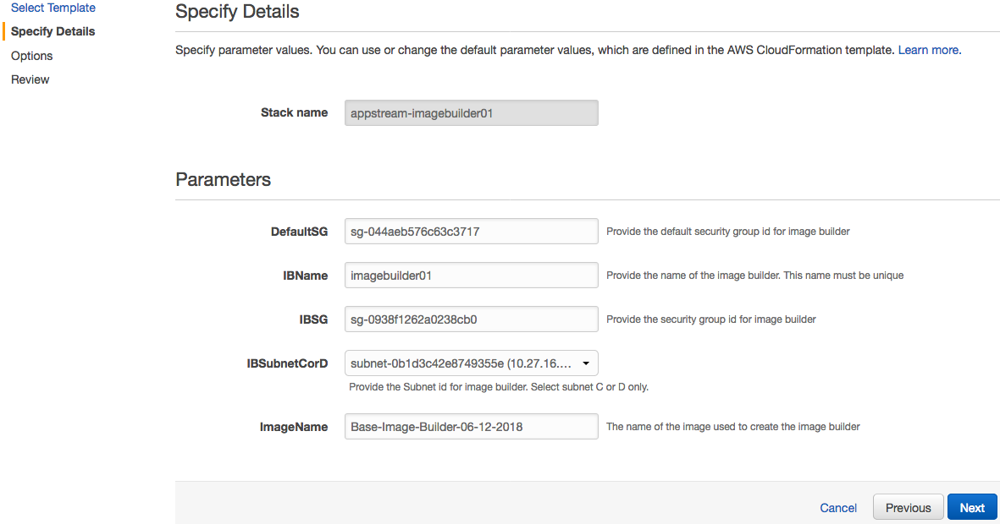 Select Template
Specify Details
Options
Review
Specify Details
Specify parameter values. You can use or change the default parameter values, which are defined in the AWS CloudFormation template. Learn more.
Stack name appstream-imagebuilder01
Parameters
DefaultSG sg-044aeb576c63c3717 Provide the default security group id for image builder
IBName imagebuilder01 Provide the name of the image builder. This name must be unique
IBSG sg-0938f1262a0238cb0 Provide the security group id for image builder
IBSubnetCorD subnet-0b1d3c42e8749355e (10.27.16....
Provide the Subnet id for image builder. Select subnet C or D only.
ImageName Base-Image-Builder-06-12-2018 The name of the image used to create the image builder
Cancel Previous Next